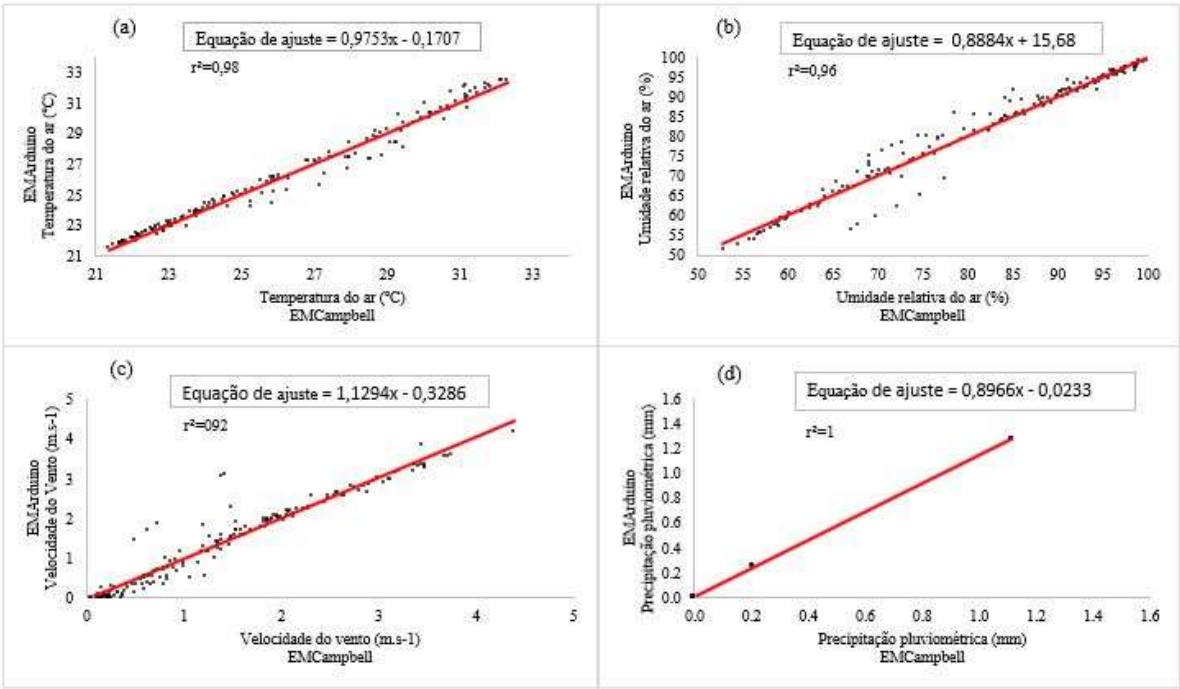 (a)
Equação de ajuste = 0,9753x - 0,1707
r²=0,98
EMArduino
Temperatura do ar (°C)
33
31
29
27
25
23
21
21 23 25 27 29 31 33
Temperatura do ar (°C)
EMCampbell
(b)
Equação de ajuste = 0,8884x + 15,68
r²=0,96
EMArduino
Umidade relativa do ar (%)
100
95
90
85
80
75
70
65
60
55
50
50 55 60 65 70 75 80 85 90 95 100
Umidade relativa do ar (%)
EMCampbell
(c)
Equação de ajuste = 1,1294x - 0,3286
r²=092
EMArduino
Velocidade do Vento (m.s-1)
5
4
3
2
1
0
0 1 2 3 4 5
Velocidade do vento (m.s-1)
EMCampbell
(d)
Equação de ajuste = 0,8966x - 0,0233
r²=1
EMArduino
Precipitação pluviométrica (mm)
1.6
1.4
1.2
1.0
0.8
0.6
0.4
0.2
0.0
0.0 0.2 0.4 0.6 0.8 1.0 1.2 1.4 1.6
Precipitação pluviométrica (mm)
EMCampbell